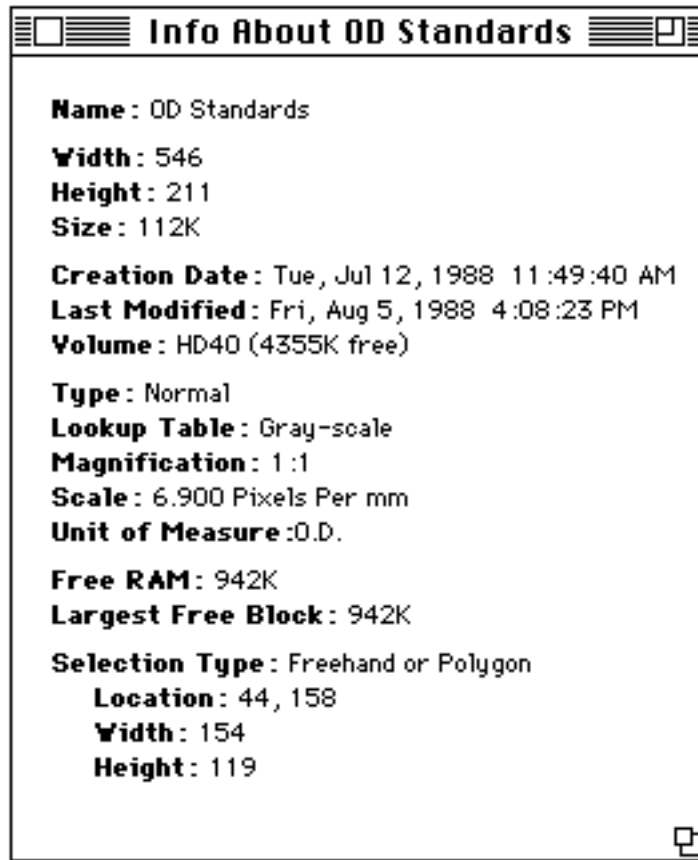 Info About OD Standards
Name: OD Standards
Width: 546
Height: 211
Size: 112K
Creation Date: Tue, Jul 12, 1988 11:49:40 AM
Last Modified: Fri, Aug 5, 1988 4:08:23 PM
Volume: HD40 (4355K free)
Type: Normal
Lookup Table: Gray-scale
Magnification: 1:1
Scale: 6.900 Pixels Per mm
Unit of Measure:O.D.
Free RAM: 942K
Largest Free Block: 942K
Selection Type: Freehand or Polygon
Location: 44, 158
Width: 154
Height: 119